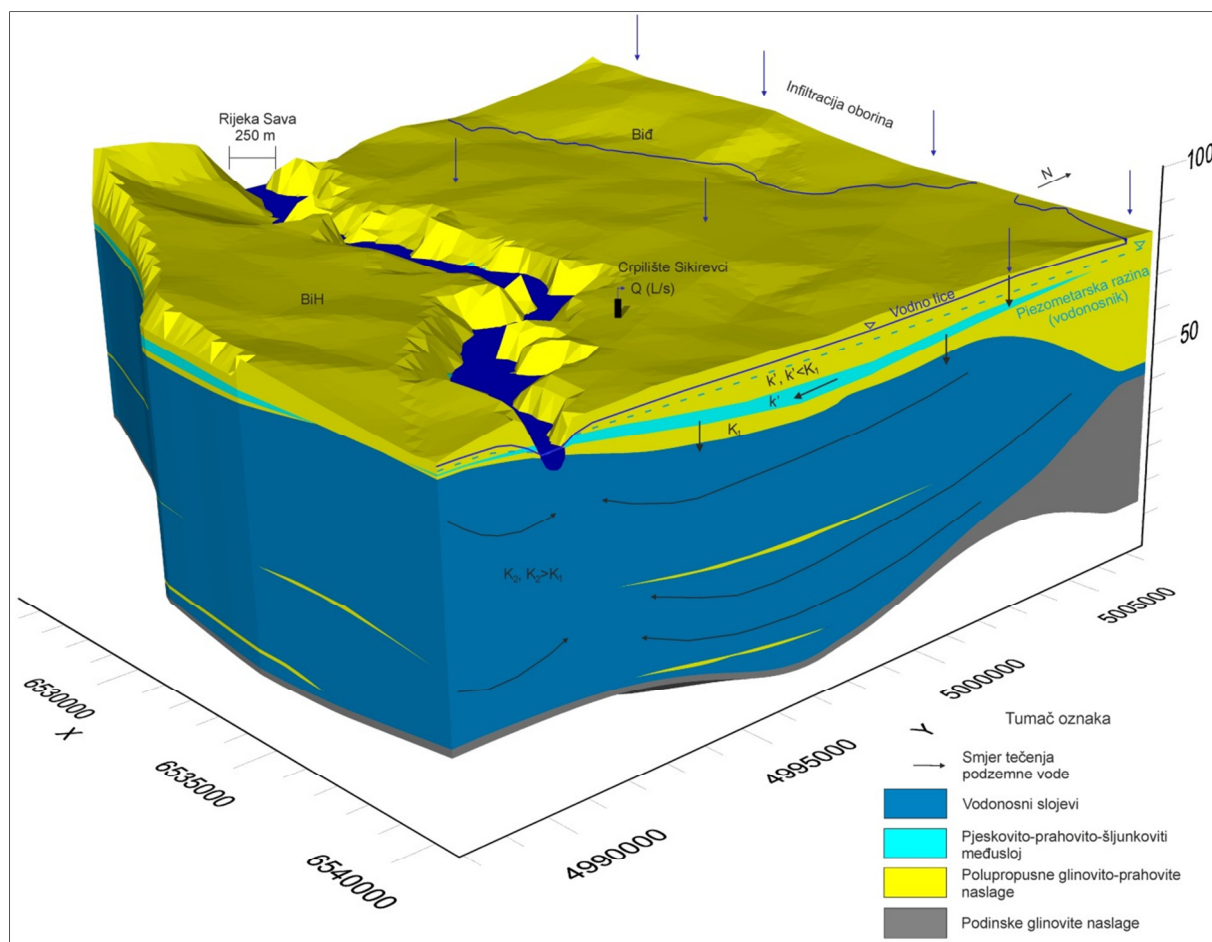 Rijeka Sava
250 m
Infiltracija oborina
Biđ
N
100
50
Crpilište Sikirevci
Q (L/s)
BiH
Vodno lice
Piezometarska razina
(vodonosnik)
k', k'<K₁
k'
K₁
K₂, K₂>K₁
6530000
X
6535000
6540000
4990000
4995000
5000000
5005000
Y
Tumač oznaka
Smjer tečenja
podzemne vode
Vodonosni slojevi
Pjeskovito-prahovito-šljunkoviti
međusloj
Polupropusne glinovito-prahovite
naslage
Podinske glinovite naslage